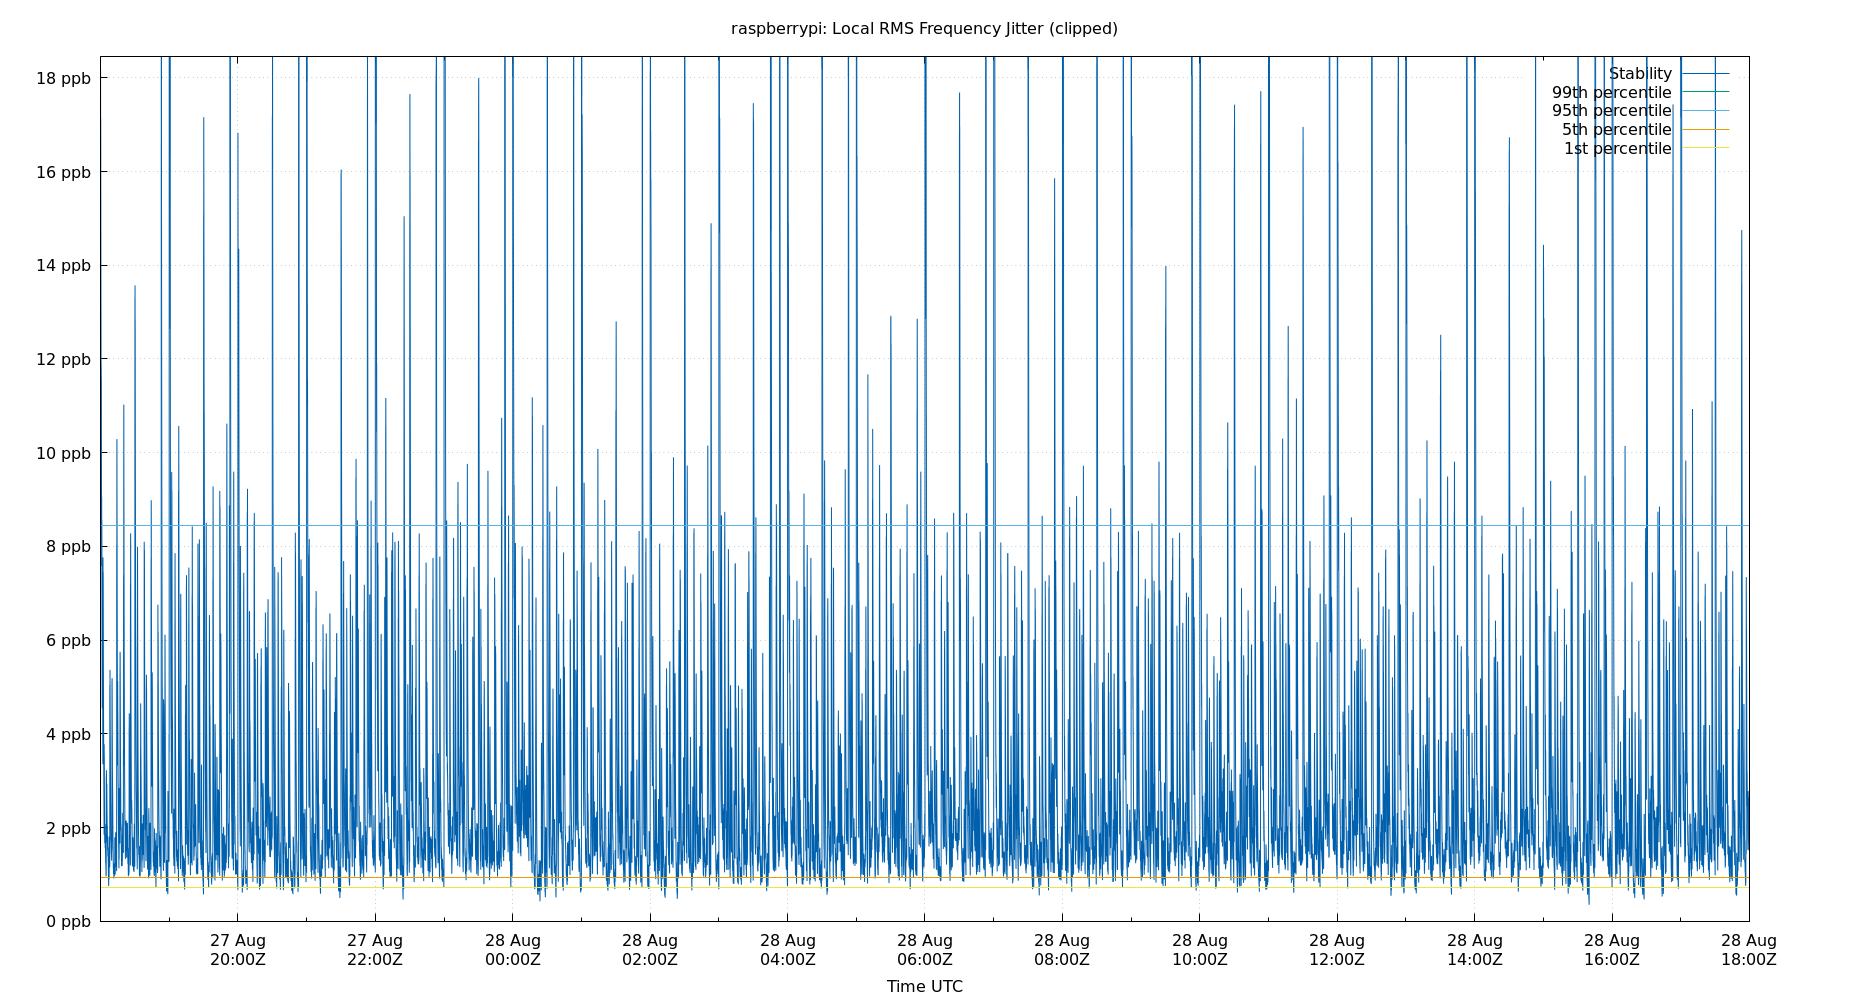 raspberrypi: Local RMS Frequency Jitter (clipped)
18 ppb
16 ppb
14 ppb
12 ppb
10 ppb
8 ppb
6 ppb
4 ppb
2 ppb
0 ppb
Stability
99th percentile
95th percentile
5th percentile
1st percentile
27 Aug
20:00Z
27 Aug
22:00Z
28 Aug
00:00Z
28 Aug
02:00Z
28 Aug
04:00Z
28 Aug
06:00Z
28 Aug
08:00Z
28 Aug
10:00Z
28 Aug
12:00Z
28 Aug
14:00Z
28 Aug
16:00Z
28 Aug
18:00Z
Time UTC